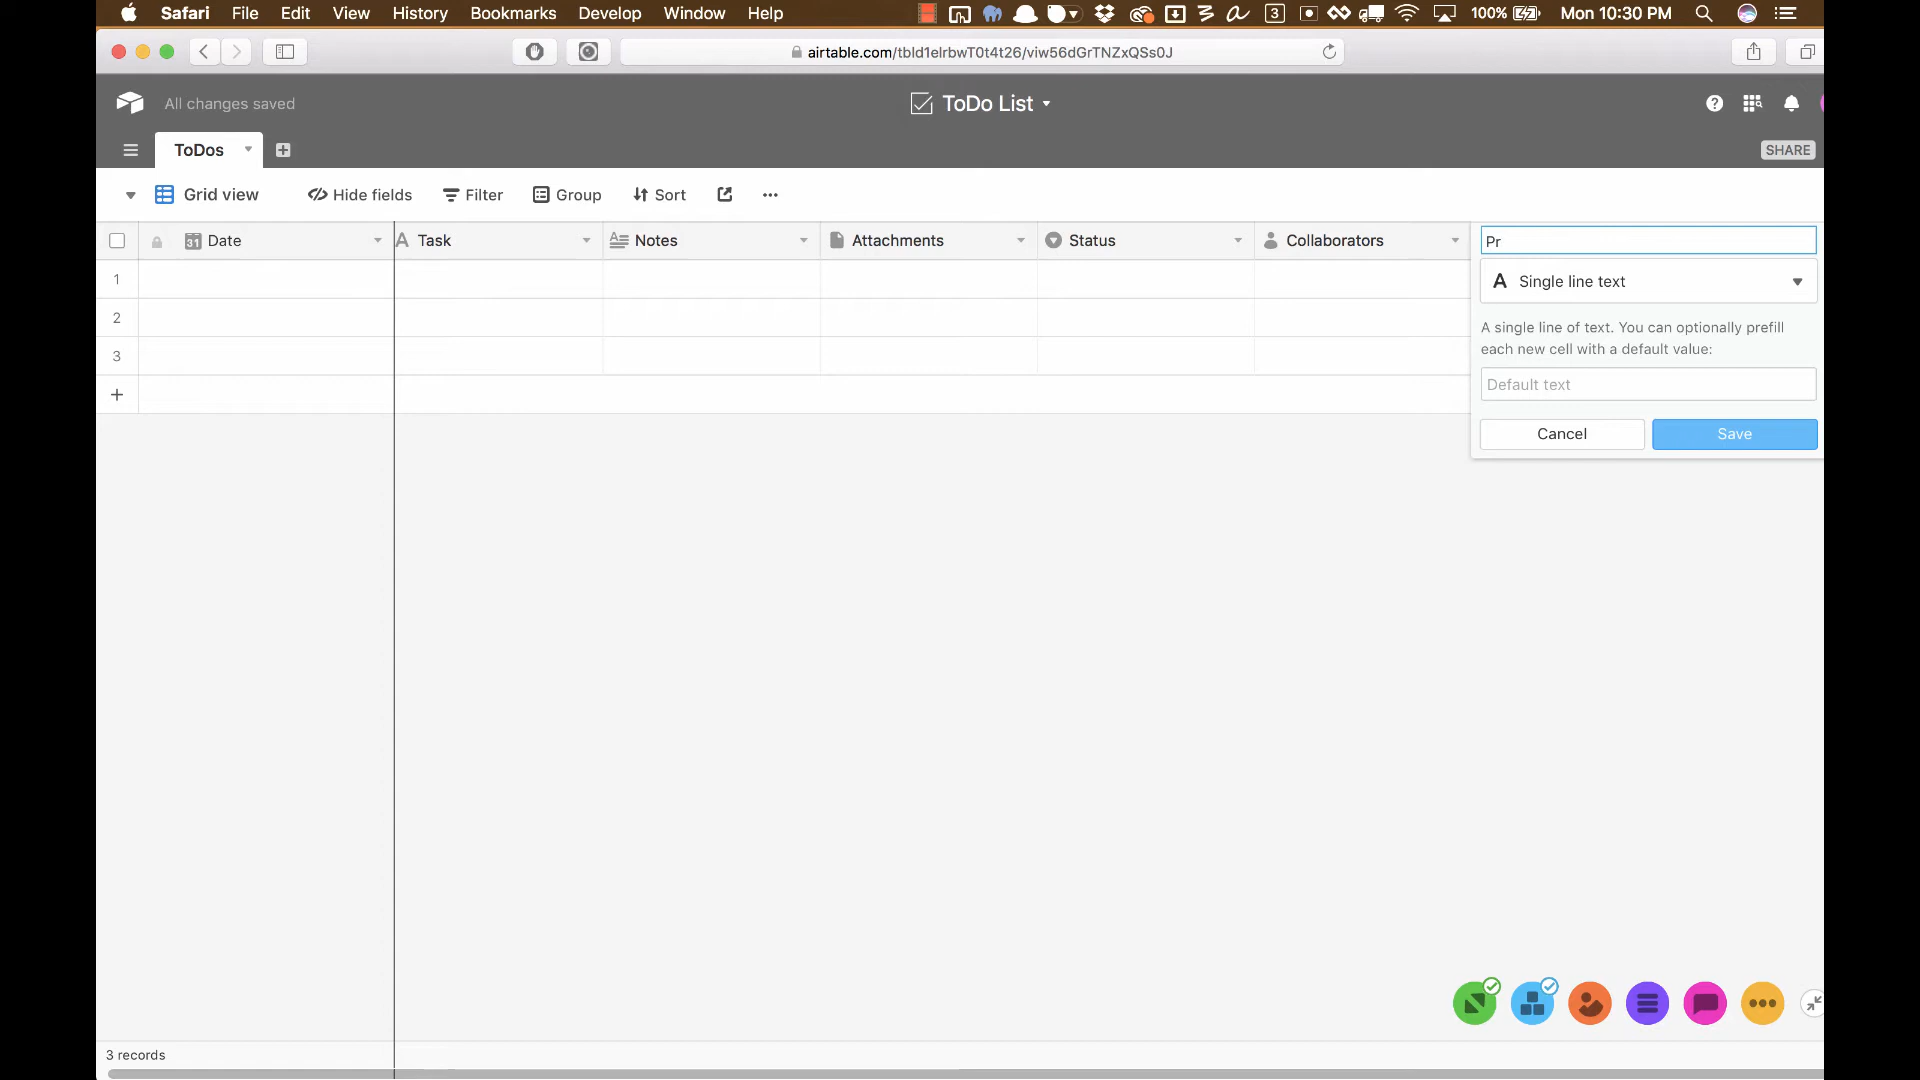 Safari File Edit View History Bookmarks Develop Window Help 3 100% Mon 10:30 PM
airtable.com/tbld1elrbwT0t4t26/viw56dGrTNZxQSs0J
All changes saved ToDo List
ToDos SHARE
Grid view Hide fields Filter Group Sort
31 Date A Task Notes Attachments Status Collaborators Pr
1
A Single line text
2
A single line of text. You can optionally prefill
each new cell with a default value:
3
Default text
+
Cancel Save
3 records